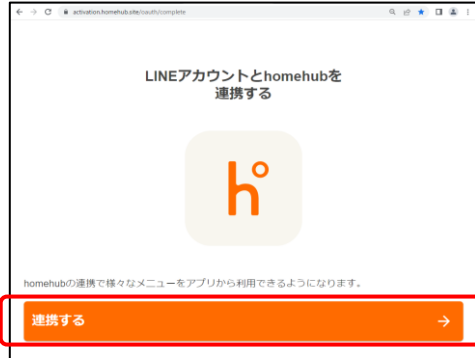 activation.homehub.site/oauth/complete
LINEアカウントとhomehubを
連携する
h°
homehubの連携で様々なメニューをアプリから利用できるようになります。
連携する